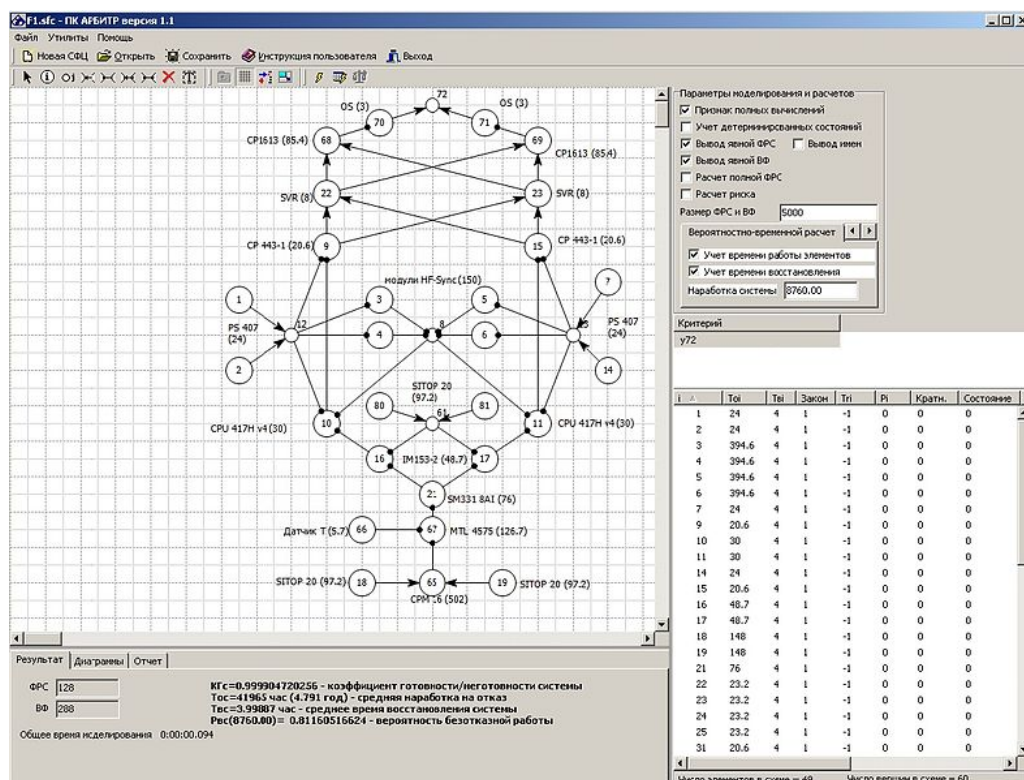 F1.sfc - ПК АРБИТР версия 1.1
Файл Утилиты Помощь
Новая СФЦ Открыть Сохранить Инструкция пользователя Выход
72
OS (3)
OS (3)
70
71
CP1613 (85.4)
68
69
CP1613 (85.4)
SVR (8)
22
23
SVR (8)
CP 443-1 (20.6)
9
15
CP 443-1 (20.6)
модули HF-Sync(150)
1
3
5
7
12
8
PS 407
(24)
4
6
PS 407
(24)
2
14
SITOP 20
(97.2)
80
81
61
CPU 417H v4(30)
10
11
CPU 417H v4(30)
16
IM153-2 (48.7)
17
21
SM331 8AI (76)
Датчик Т(5.7)
66
67
MTL 4575 (126.7)
SITOP 20 (97.2)
18
65
19
SITOP 20 (97.2)
CPM 16 (502)
Параметры моделирования и расчетов
Признак полных вычислений
Учет детерминированных состояний
Вывод явной ФРС Вывод имен
Вывод явной ВФ
Расчет полной ФРС
Расчет риска
Размер ФРС и ВФ 5000
Вероятностно-временной расчет
Учет времени работы элементов
Учет времени восстановления
Наработка системы 8760.00
Критерий
y72
i Toi Tвi Закон Tri Pi Кратн. Состояние
1 24 4 1 -1 0 0 0
2 24 4 1 -1 0 0 0
3 394.6 4 1 -1 0 0 0
4 394.6 4 1 -1 0 0 0
5 394.6 4 1 -1 0 0 0
6 394.6 4 1 -1 0 0 0
7 24 4 1 -1 0 0 0
9 20.6 4 1 -1 0 0 0
10 30 4 1 -1 0 0 0
11 30 4 1 -1 0 0 0
14 24 4 1 -1 0 0 0
15 20.6 4 1 -1 0 0 0
16 48.7 4 1 -1 0 0 0
17 48.7 4 1 -1 0 0 0
18 148 4 1 -1 0 0 0
19 148 4 1 -1 0 0 0
21 76 4 1 -1 0 0 0
22 23.2 4 1 -1 0 0 0
23 23.2 4 1 -1 0 0 0
24 23.2 4 1 -1 0 0 0
25 23.2 4 1 -1 0 0 0
31 20.6 4 1 -1 0 0 0
Число элементов в схеме = 49 Число вершин в схеме = 60
Результат Диаграммы Отчет
ФРС 128
ВФ 288
КГс=0.999904720256 - коэффициент готовности/неготовности системы
Тос=41965 час (4.791 год) - средняя наработка на отказ
Твс=3.99887 час - среднее время восстановления системы
Рвс(8760.00)= 0.81160516624 - вероятность безотказной работы
Общее время моделирования 0:00:00.094